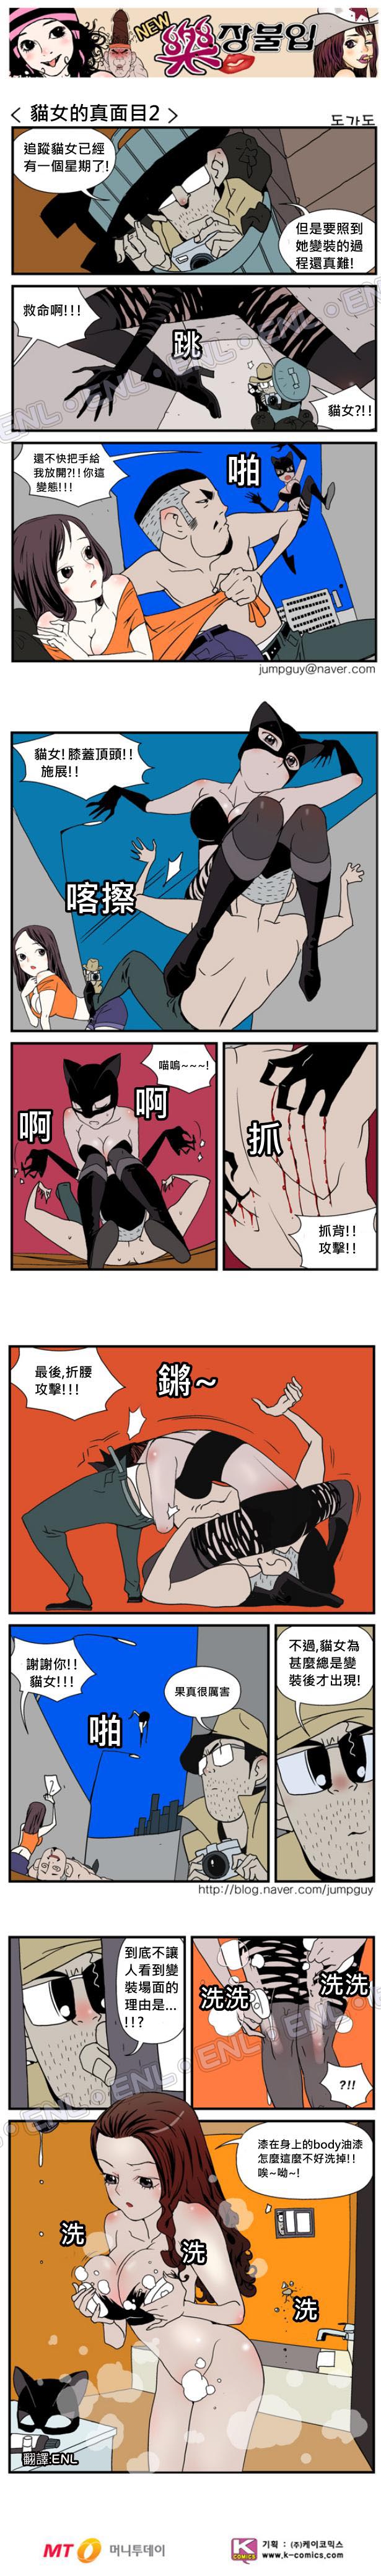 NEW
樂장불입
< 貓女的真面目2 >
도가도
追蹤貓女已經
有一個星期了!
但是要照到
她變裝的過
程還真難!
救命啊!!!
跳
貓女?!!
還不快把手給
我放開?!!你這
變態!!!
啪
jumpguy@naver.com
貓女!膝蓋頂頭!!
施展!!
喀擦
喵嗚~~~!
啊
啊
抓
抓背!!
攻擊!!
最後,折腰
攻擊!!!
鏘~
謝謝你!!
貓女!!!
啪
果真很厲害
不過,貓女為
甚麼總是變
裝後才出現!
http://blog.naver.com/jumpguy
到底不讓
人看到變
裝場面的
理由是...
!!?
洗洗
洗洗
?!!
漆在身上的body油漆
怎麼這麼不好洗掉!!
唉~呦~!
洗
洗
洗
翻譯:ENL
MT 머니투데이
K COMICS
기획 : (주)케이코믹스
www.k-comics.com